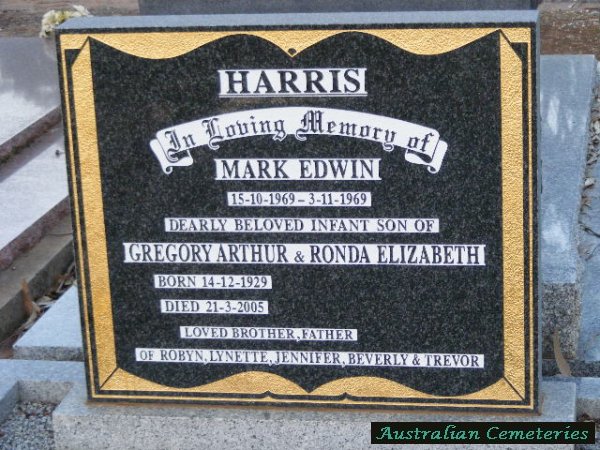 HARRIS
In Loving Memory of
MARK EDWIN
15-10-1969 – 3-11-1969
DEARLY BELOVED INFANT SON OF
GREGORY ARTHUR & RONDA ELIZABETH
BORN 14-12-1929
DIED 21-3-2005
LOVED BROTHER, FATHER
OF ROBYN, LYNETTE, JENNIFER, BEVERLY & TREVOR
Australian Cemeteries